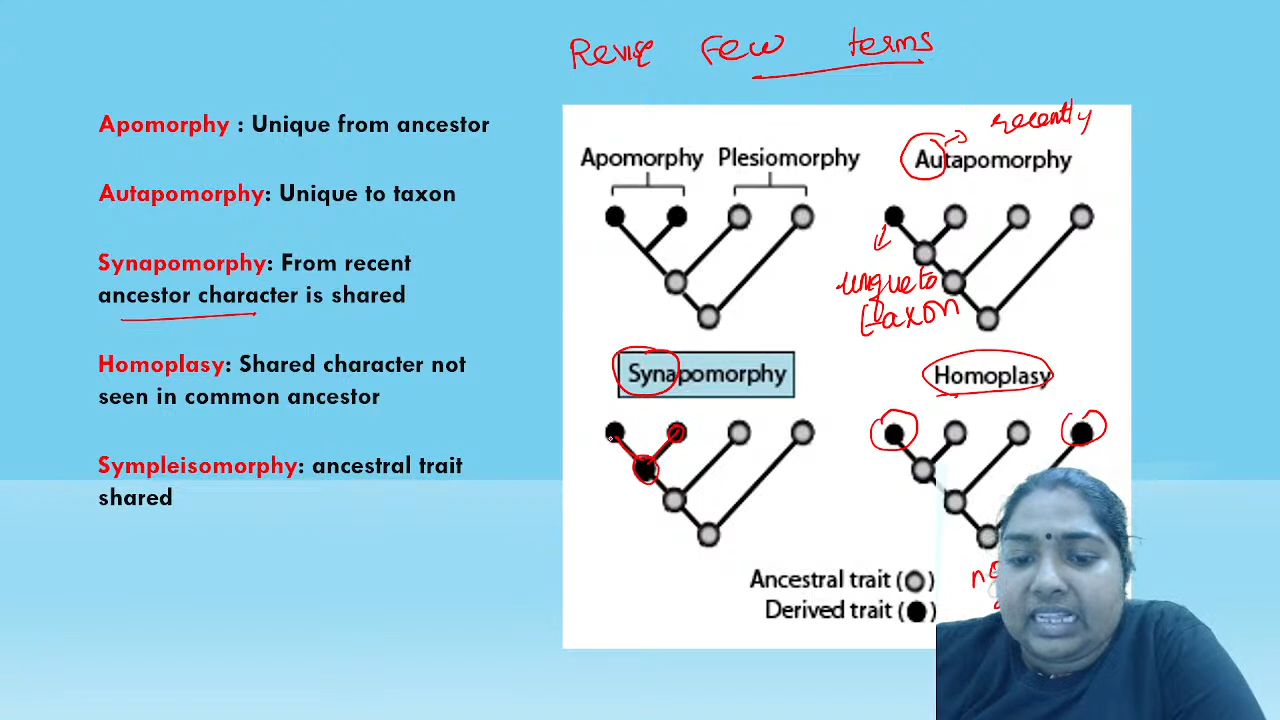 Revise Few terms
Apomorphy : Unique from ancestor
Autapomorphy: Unique to taxon
Synapomorphy: From recent
ancestor character is shared
Homoplasy: Shared character not
seen in common ancestor
Sympleisomorphy: ancestral trait
shared
recently
Apomorphy Plesiomorphy
Autapomorphy
unique to
taxon
Synapomorphy
Homoplasy
Ancestral trait ( )
Derived trait ( )